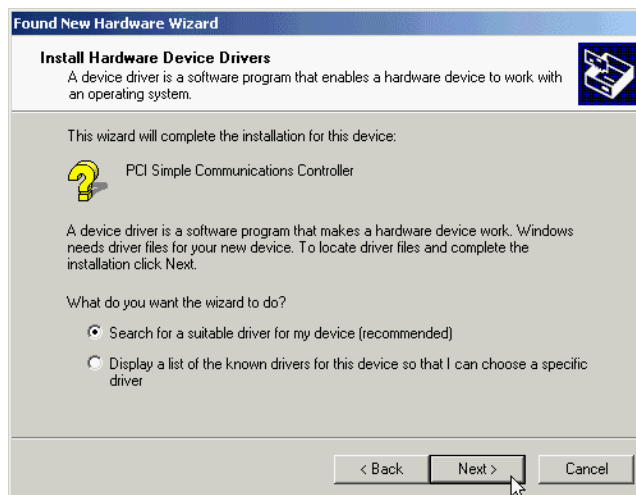 Found New Hardware Wizard
Install Hardware Device Drivers
A device driver is a software program that enables a hardware device to work with
an operating system.
This wizard will complete the installation for this device:
PCI Simple Communications Controller
A device driver is a software program that makes a hardware device work. Windows
needs driver files for your new device. To locate driver files and complete the
installation click Next.
What do you want the wizard to do?
Search for a suitable driver for my device (recommended)
Display a list of the known drivers for this device so that I can choose a specific
driver
< Back Next > Cancel